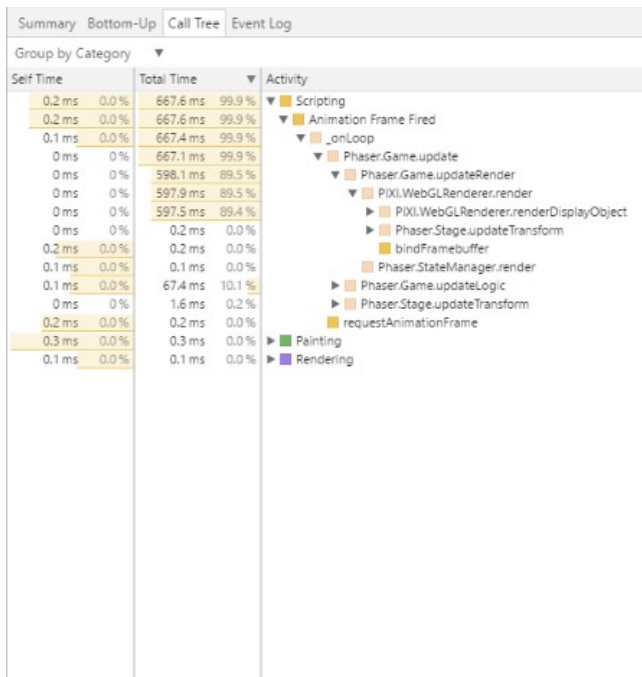 Summary Bottom-Up Call Tree Event Log
Group by Category ▼
Self Time Total Time ▼ Activity
0.2 ms 0.0 % 667.6 ms 99.9 % ▼ Scripting
0.2 ms 0.0 % 667.6 ms 99.9 % ▼ Animation Frame Fired
0.1 ms 0.0 % 667.4 ms 99.9 % ▼ _onLoop
0 ms 0 % 667.1 ms 99.9 % ▼ Phaser.Game.update
0 ms 0 % 598.1 ms 89.5 % ▼ Phaser.Game.updateRender
0 ms 0 % 597.9 ms 89.5 % ▼ PIXI.WebGLRenderer.render
0 ms 0 % 597.5 ms 89.4 % ▶ PIXI.WebGLRenderer.renderDisplayObject
0 ms 0 % 0.2 ms 0.0 % ▶ Phaser.Stage.updateTransform
0.2 ms 0.0 % 0.2 ms 0.0 % bindFramebuffer
0.1 ms 0.0 % 0.1 ms 0.0 % Phaser.StateManager.render
0.1 ms 0.0 % 67.4 ms 10.1 % ▶ Phaser.Game.updateLogic
0 ms 0 % 1.6 ms 0.2 % ▶ Phaser.Stage.updateTransform
0.2 ms 0.0 % 0.2 ms 0.0 % requestAnimationFrame
0.3 ms 0.0 % 0.3 ms 0.0 % ▶ Painting
0.1 ms 0.0 % 0.1 ms 0.0 % ▶ Rendering